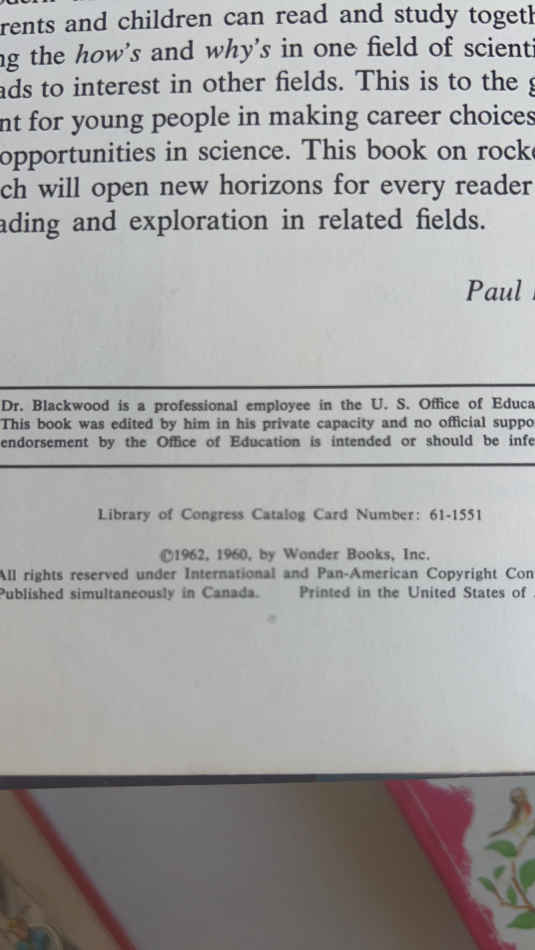 rents and children can read and study togeth
ng the how's and why's in one field of scienti
ads to interest in other fields. This is to the g
nt for young people in making career choices
opportunities in science. This book on rocke
ch will open new horizons for every reader
ading and exploration in related fields.
Paul
Dr. Blackwood is a professional employee in the U. S. Office of Educa
This book was edited by him in his private capacity and no official suppo
endorsement by the Office of Education is intended or should be infe
Library of Congress Catalog Card Number: 61-1551
©1962, 1960, by Wonder Books, Inc.
All rights reserved under International and Pan-American Copyright Con
Published simultaneously in Canada. Printed in the United States of